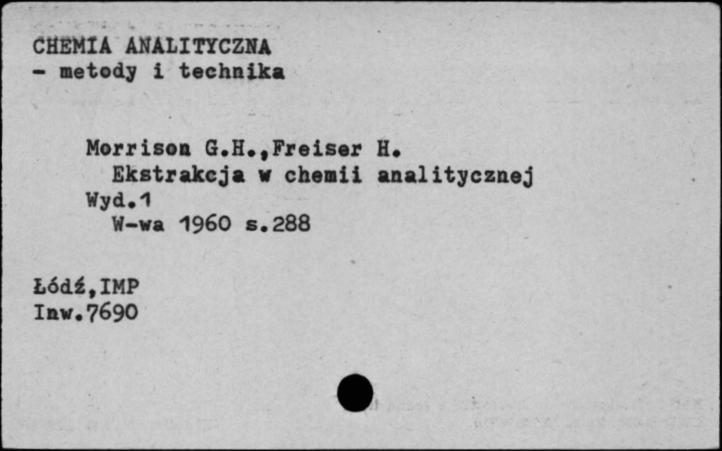 CHEMIA ANALITYCZNA
- metody i technika
Morrison G.H.,Freiser H.
Ekstrakcja w chemii analitycznej
Wyd.1
W-wa 1960 s.288
Łódź,IMP
Inw.7690